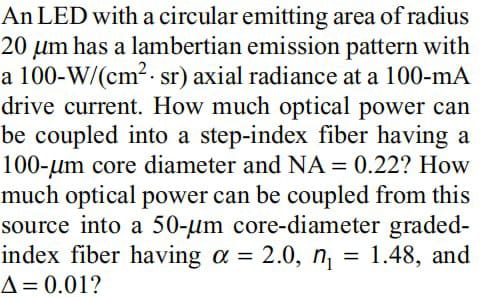 An LED with a circular emitting area of radius
20 μm has a lambertian emission pattern with
a 100-W/(cm² · sr) axial radiance at a 100-mA
drive current. How much optical power can
be coupled into a step-index fiber having a
100-μm core diameter and NA = 0.22? How
much optical power can be coupled from this
source into a 50-μm core-diameter graded-
index fiber having α = 2.0, n₁ = 1.48, and
Δ = 0.01?